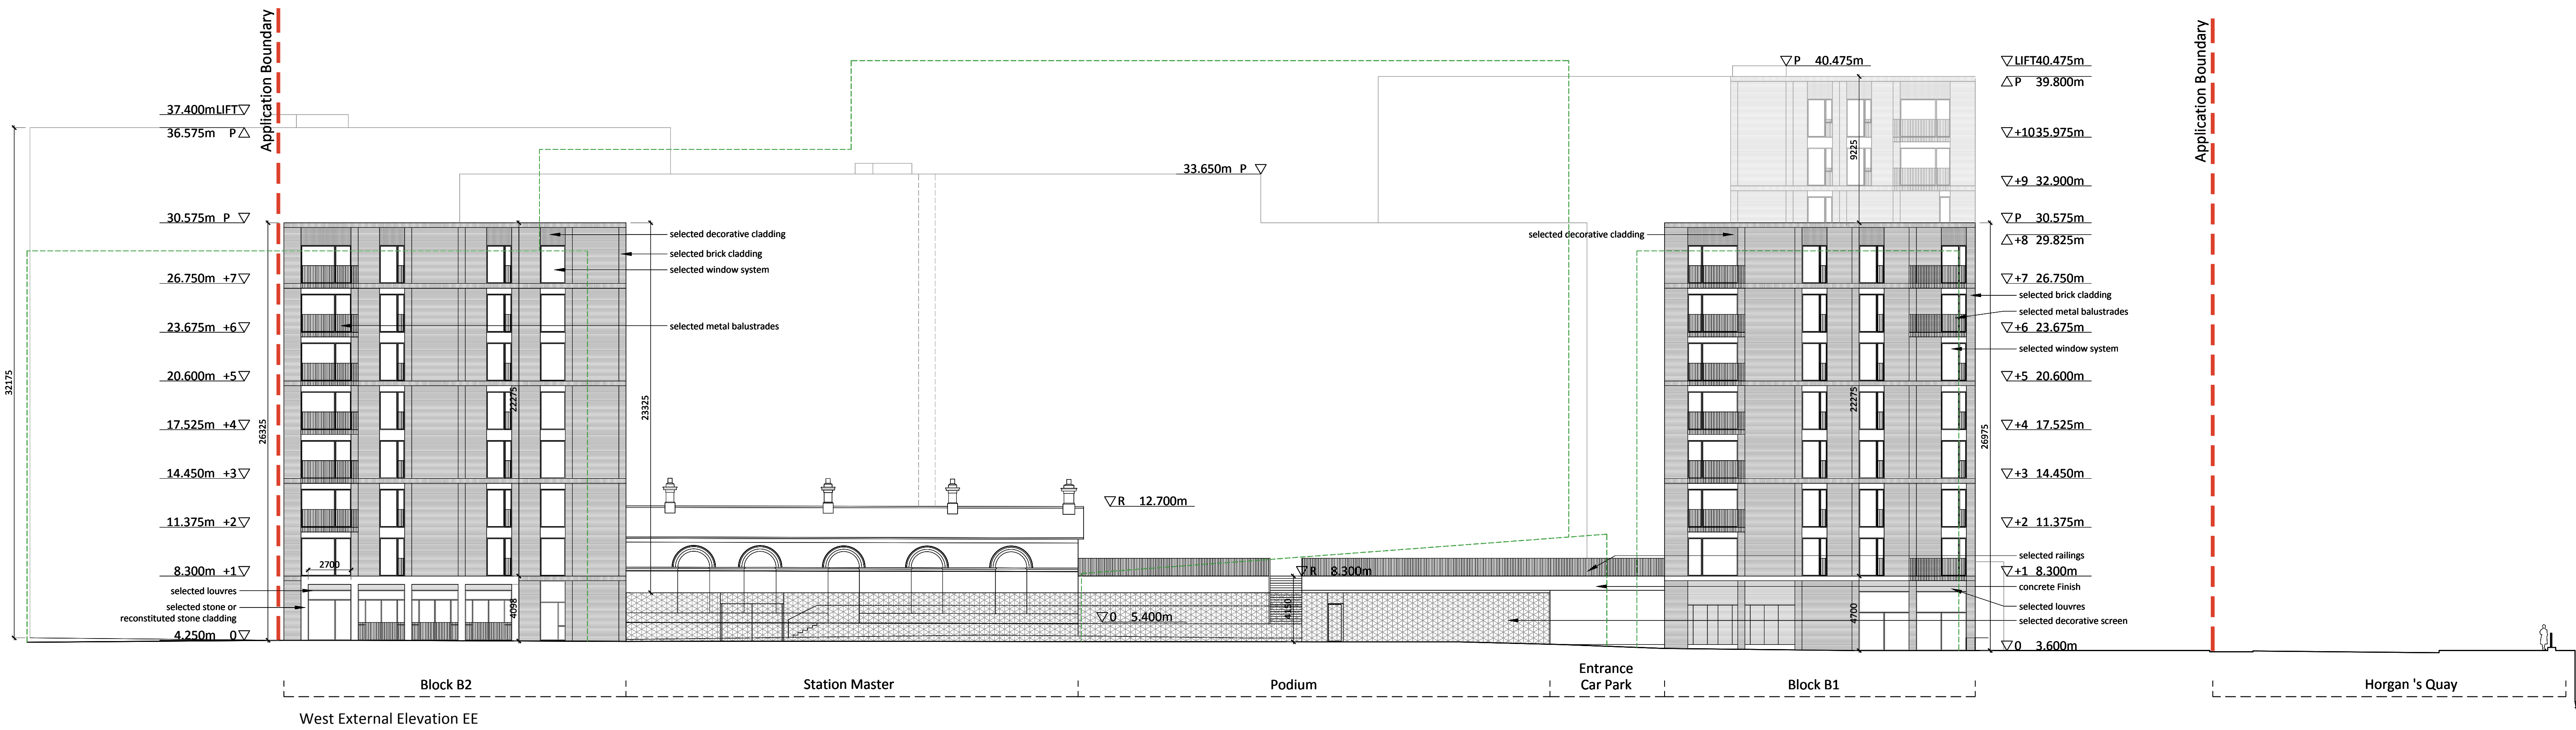 Application Boundary
37.400mLIFT
36.575m P
30.575m P
26.750m +7
23.675m +6
20.600m +5
17.525m +4
14.450m +3
11.375m +2
8.300m +1
selected louvres
selected stone or
reconstituted stone cladding
4.250m 0
32175
26325
2700
22275
4098
selected decorative cladding
selected brick cladding
selected window system
selected metal balustrades
23325
33.650m P
R 12.700m
R 8.300m
0 5.400m
4150
selected decorative cladding
P 40.475m
9225
22275
4700
26975
LIFT40.475m
P 39.800m
+1035.975m
+9 32.900m
P 30.575m
+8 29.825m
+7 26.750m
selected brick cladding
selected metal balustrades
+6 23.675m
selected window system
+5 20.600m
+4 17.525m
+3 14.450m
+2 11.375m
selected railings
+1 8.300m
concrete Finish
selected louvres
selected decorative screen
0 3.600m
Application Boundary
Block B2
Station Master
Podium
Entrance
Car Park
Block B1
Horgan 's Quay
West External Elevation EE